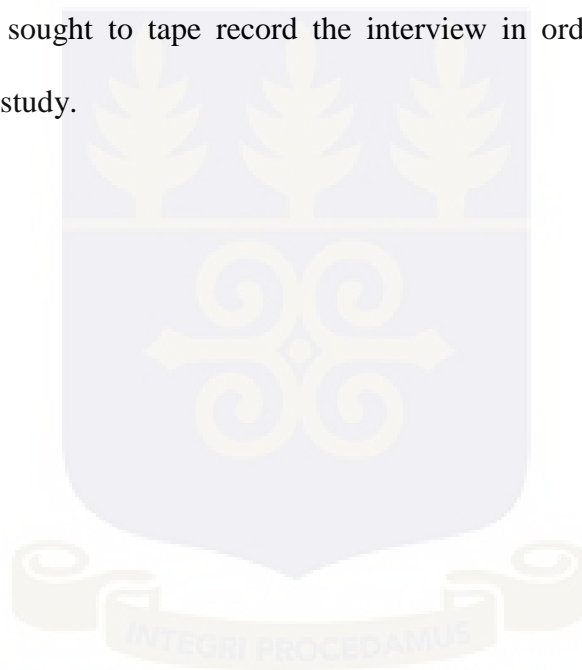 sought to tape record the interview in ord
study.
INTEGRI PROCEDAMUS